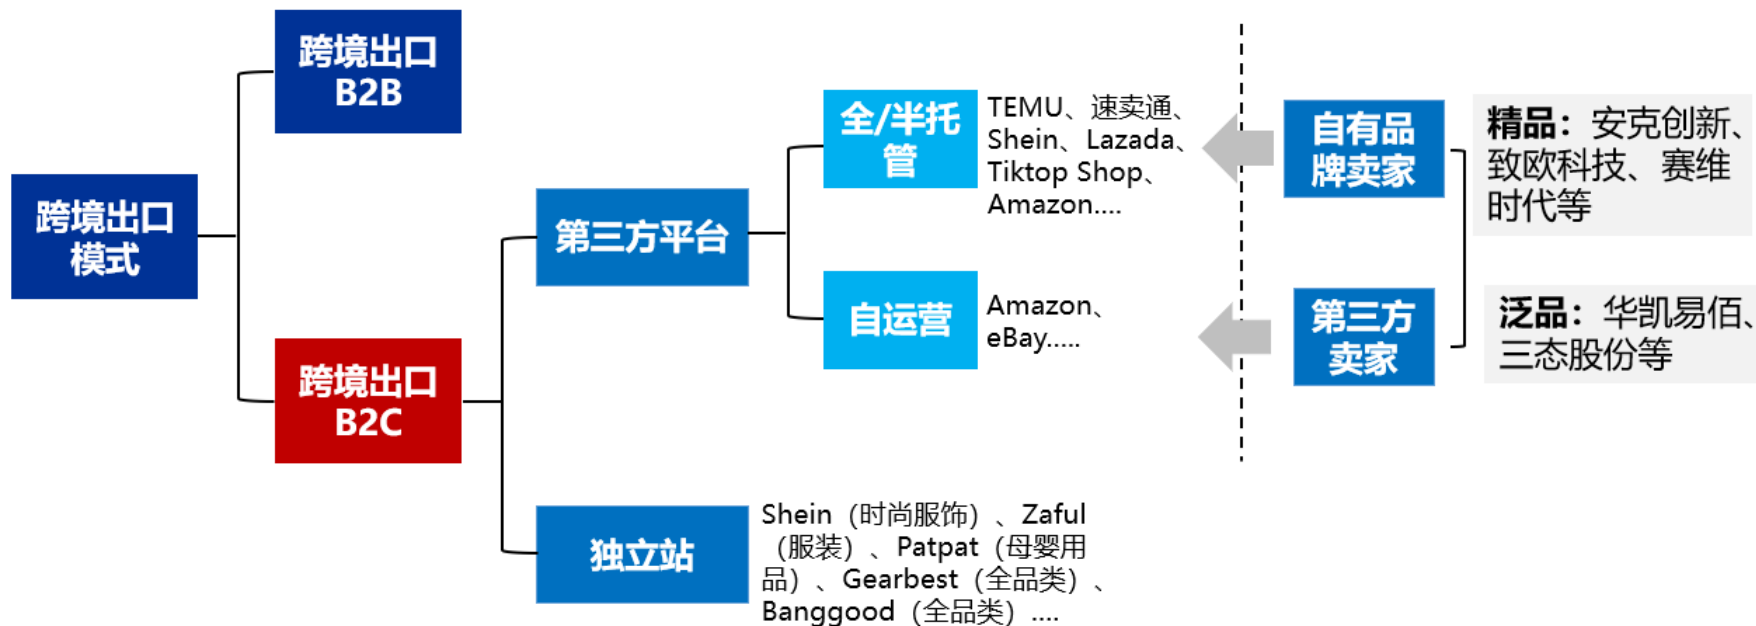 跨境出口
模式
跨境出口
B2B
跨境出口
B2C
第三方平台
独立站
全/半托
管
TEMU、速卖通、
Shein、Lazada、
Tiktop Shop、
Amazon....
自运营
Amazon、
eBay.....
Shein（时尚服饰）、Zaful
（服装）、Patpat（母婴用
品）、Gearbest（全品类）、
Banggood（全品类）....
自有品
牌卖家
精品：安克创新、
致欧科技、赛维
时代等
第三方
卖家
泛品：华凯易佰、
三态股份等